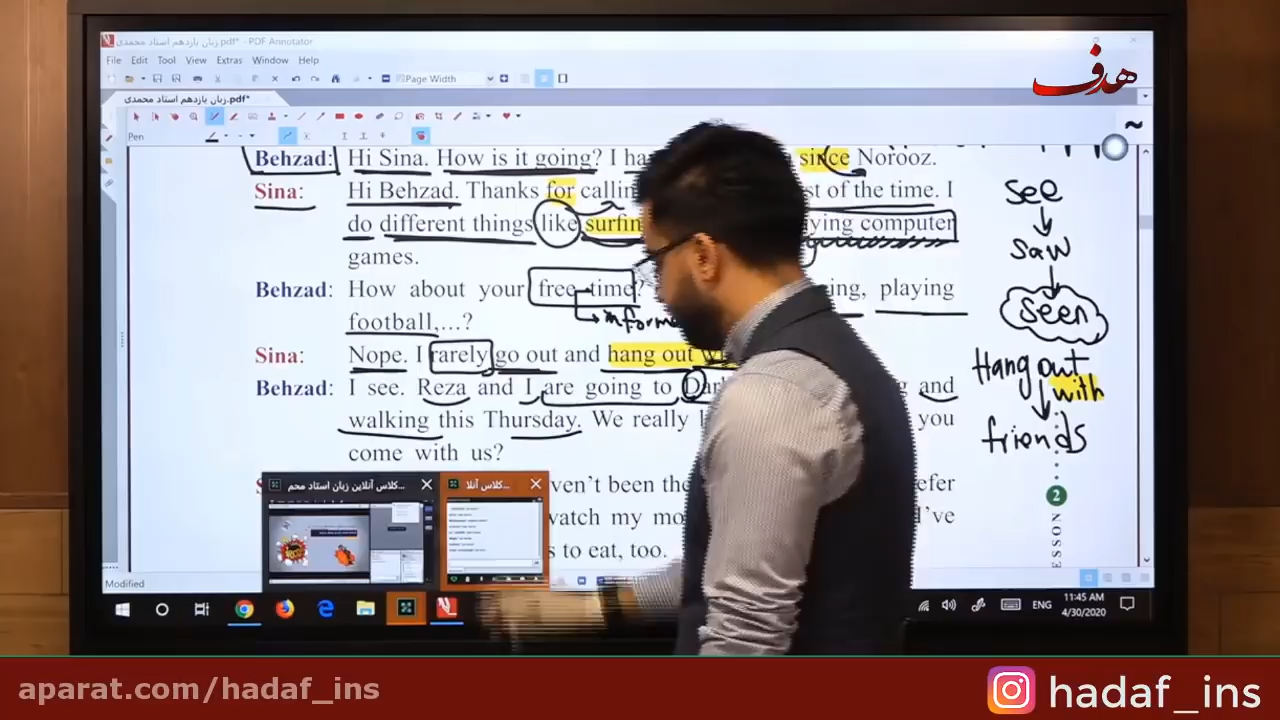 زبان یازدهم استاد محمدی.pdf* - PDF Annotator
هدف
File Edit Tool View Extras Window Help
Page Width
زبان یازدهم استاد محمدی.pdf*
Pen
Behzad: Hi Sina. How is it going? I ha since Norooz.
Sina: Hi Behzad. Thanks for callin st of the time. I
do different things like surfin ying computer
games.
Behzad: How about your free time? ing, playing
football,...?
informa
Sina: Nope. I rarely go out and hang out w
Behzad: I see. Reza and I are going to Dar g and
walking this Thursday. We really you
come with us?
ven't been the efer
vatch my mo I've
s to eat, too.
see
saw
seen
Hang out
with
friends
2
ESSON
کلاس آنلاین زبان استاد محم...
کلاس آنلا...
Modified
ENG
11:45 AM
4/30/2020
aparat.com/hadaf_ins
hadaf_ins